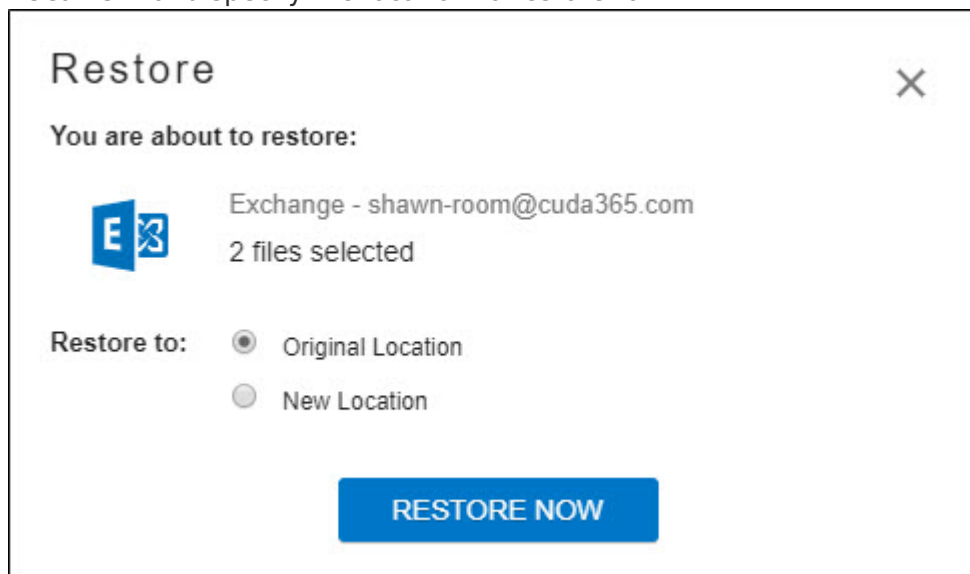 Restore
You are about to restore:
Exchange - shawn-room@cuda365.com
E
2 files selected
Restore to:
Original Location
New Location
RESTORE NOW